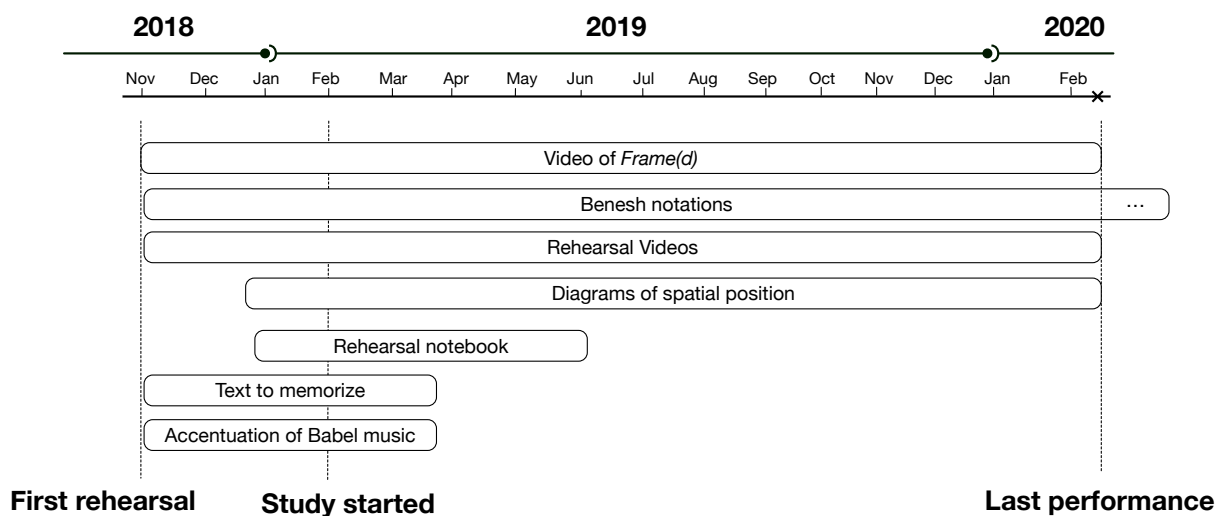 2018 2019 2020
Nov Dec Jan Feb Mar Apr May Jun Jul Aug Sep Oct Nov Dec Jan Feb
Video of Frame(d)
Benesh notations ...
Rehearsal Videos
Diagrams of spatial position
Rehearsal notebook
Text to memorize
Accentuation of Babel music
First rehearsal Study started Last performance